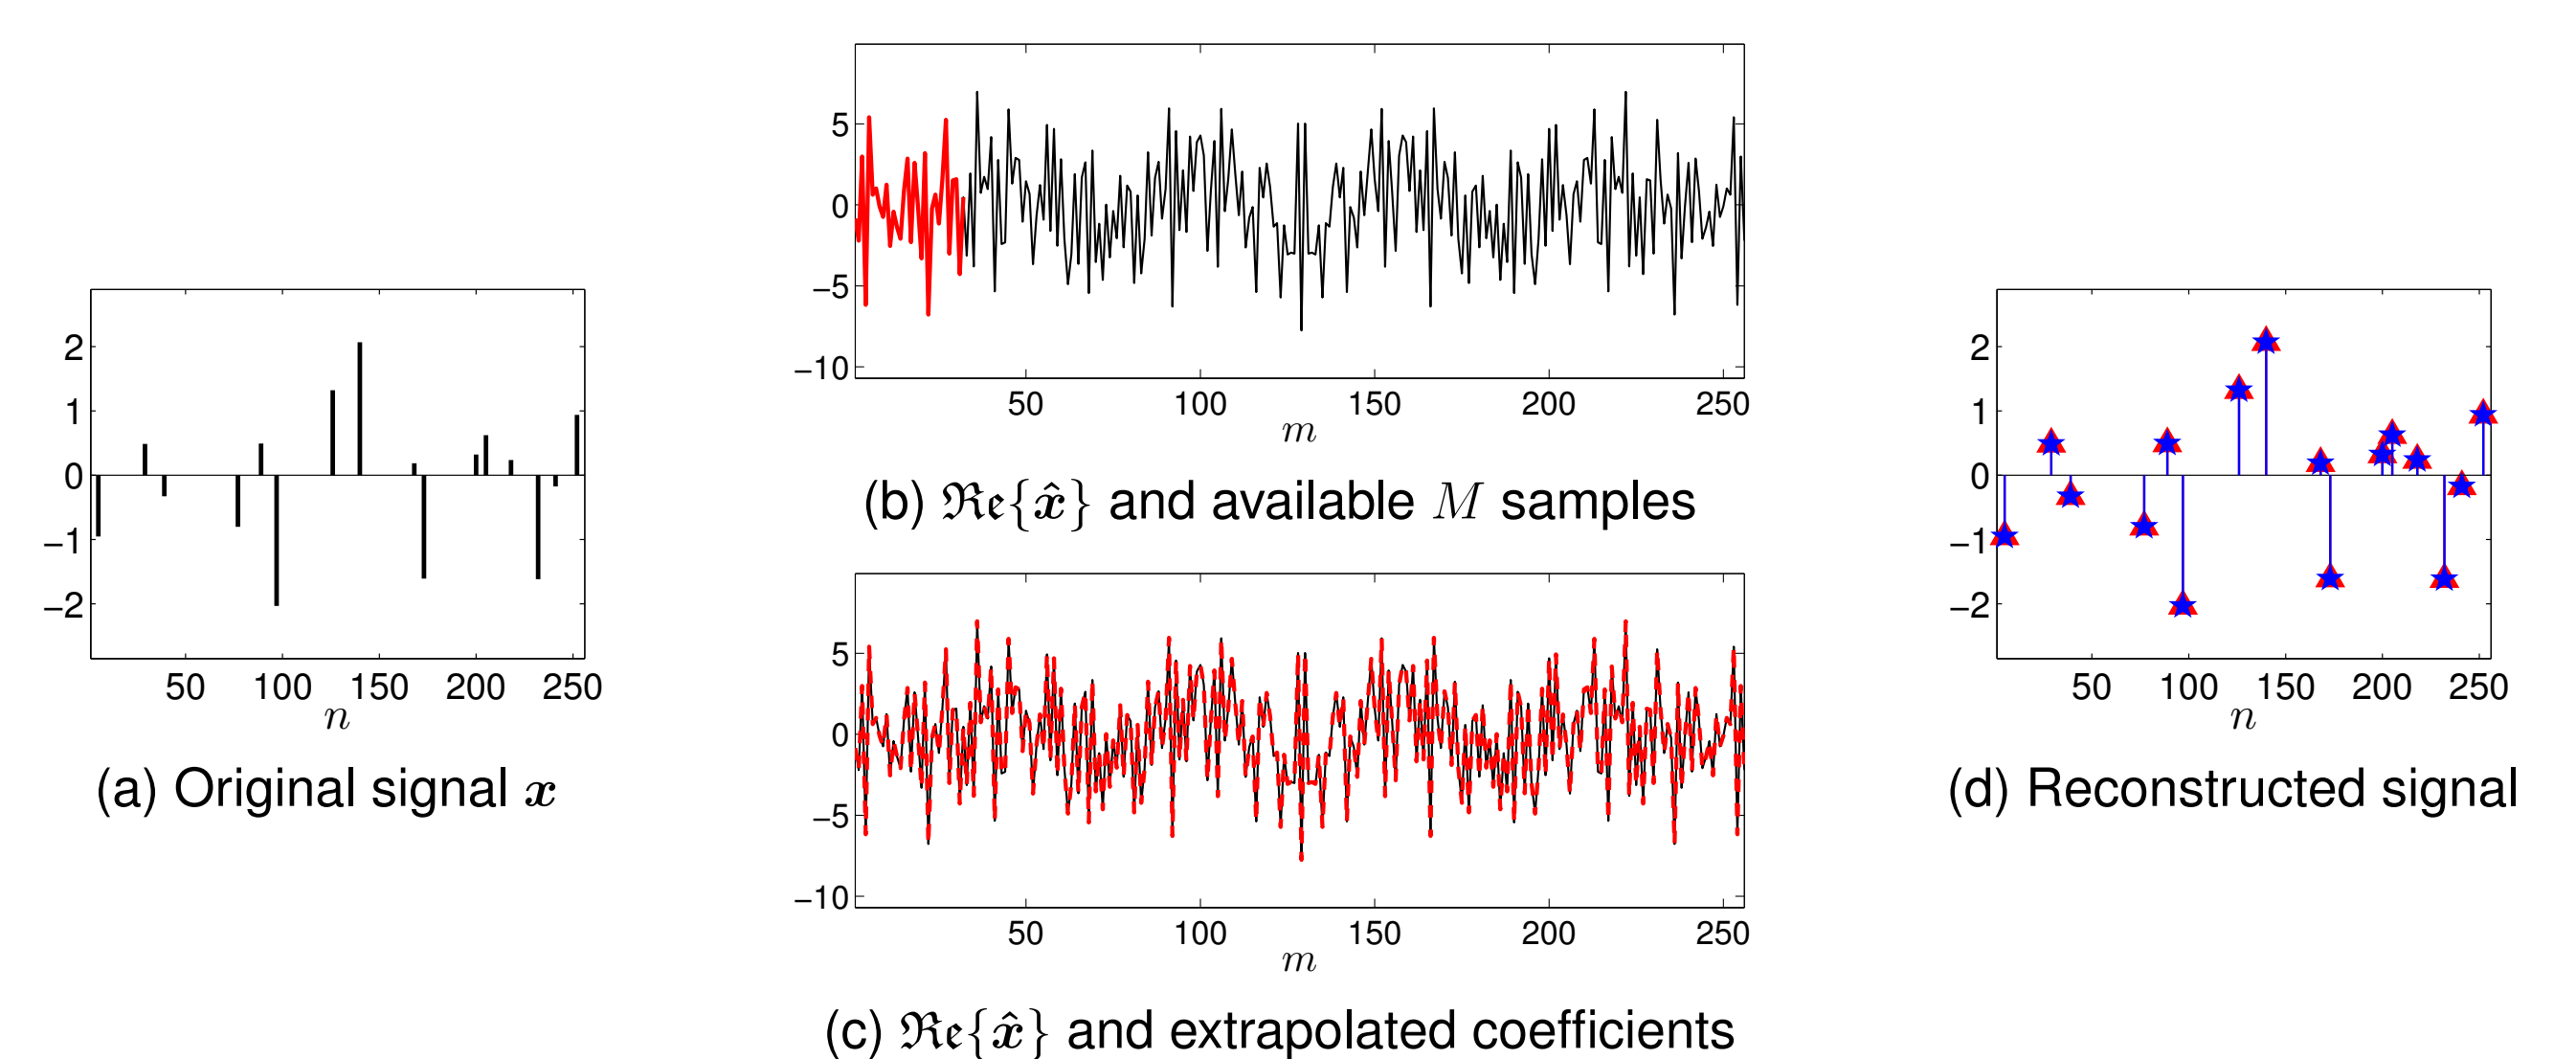 2
1
0
−1
−2
50 100 150 200 250
n
(a) Original signal x
5
0
−5
−10
50 100 150 200 250
m
(b) ℜ𝔢{x̂} and available M samples
5
0
−5
−10
50 100 150 200 250
m
(c) ℜ𝔢{x̂} and extrapolated coefficients
2
1
0
−1
−2
50 100 150 200 250
n
(d) Reconstructed signal